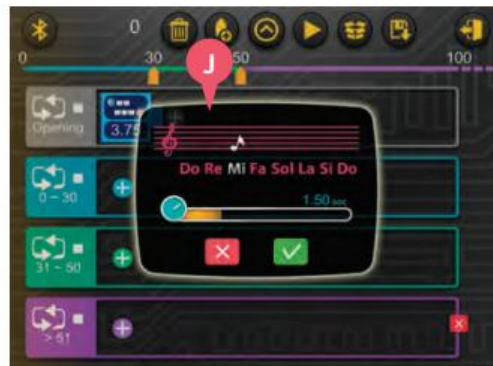 0
0 30 50 100
J
Opening
3.75
Do Re Mi Fa Sol La Si Do
0 ~ 30
1.50 sec
31 ~ 50
> 51